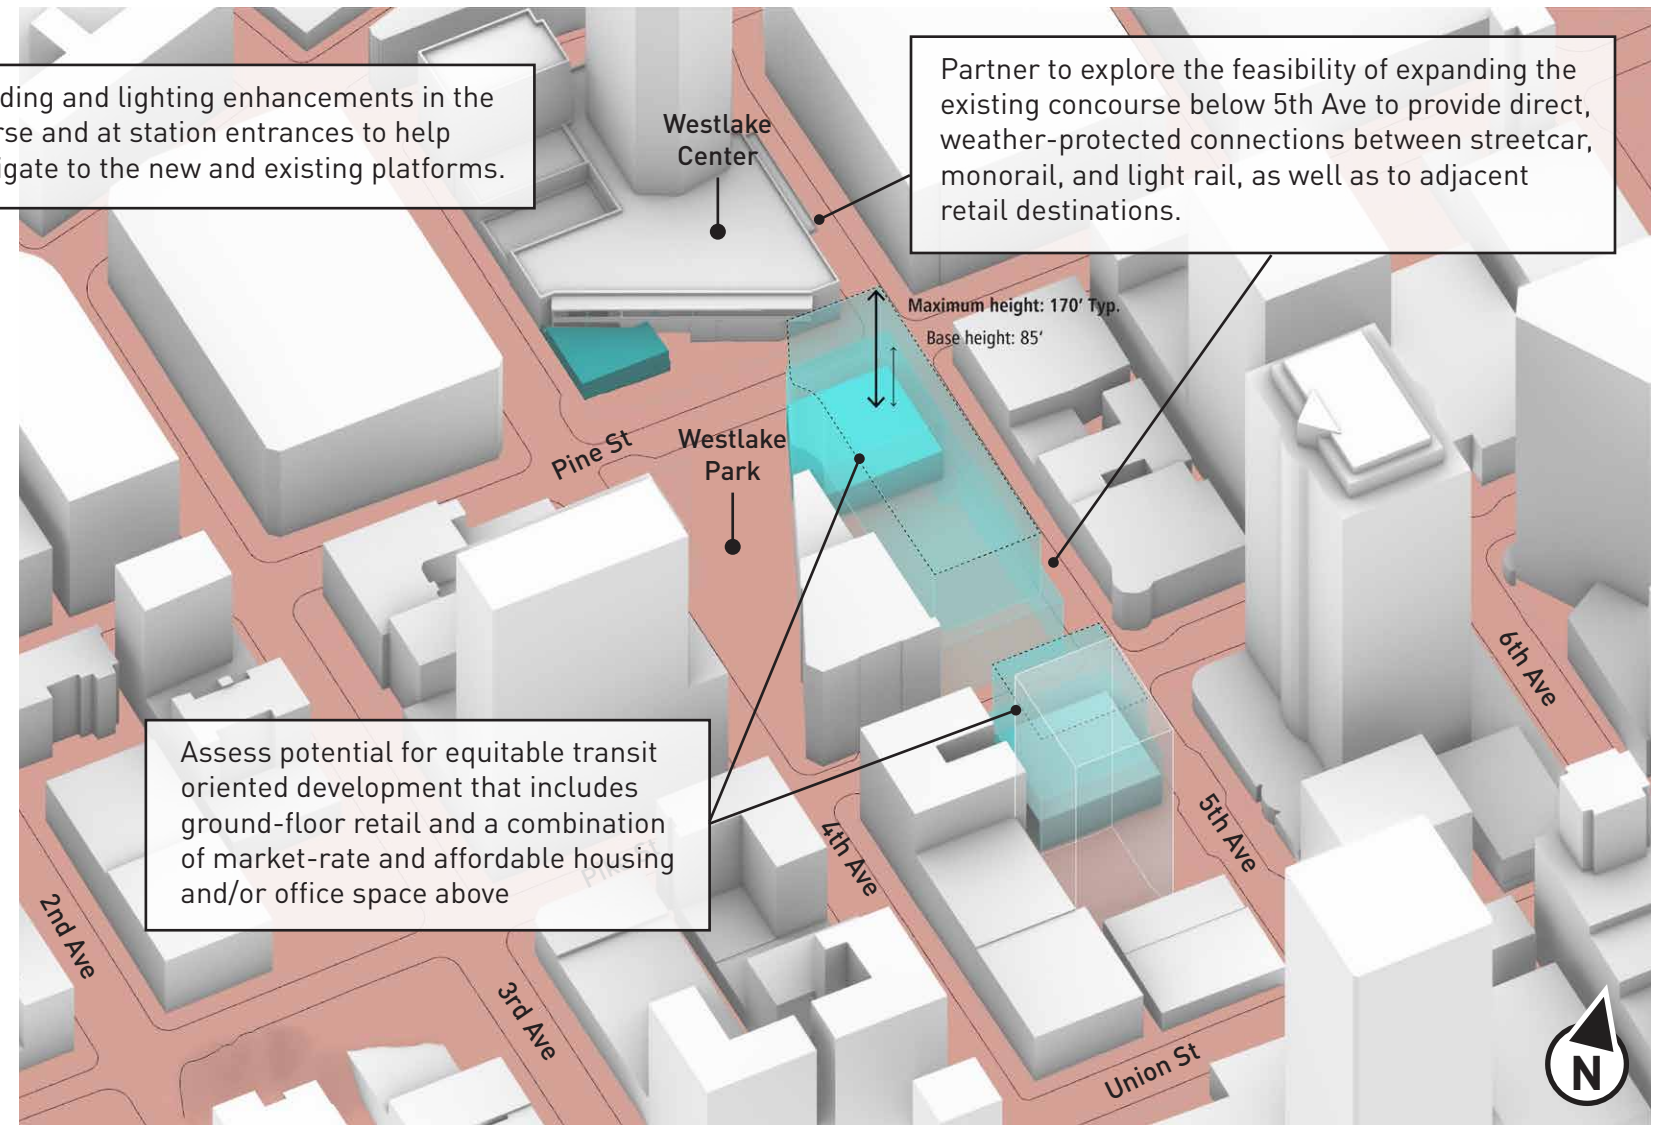 ding and lighting enhancements in the
rse and at station entrances to help
igate to the new and existing platforms.
Partner to explore the feasibility of expanding the
existing concourse below 5th Ave to provide direct,
weather-protected connections between streetcar,
monorail, and light rail, as well as to adjacent
retail destinations.
Westlake
Center
Maximum height: 170’ Typ.
Base height: 85’
Pine St
Westlake
Park
6th Ave
Assess potential for equitable transit
oriented development that includes
ground-floor retail and a combination
of market-rate and affordable housing
and/or office space above
Pike St
4th Ave
5th Ave
2nd Ave
3rd Ave
Union St
N